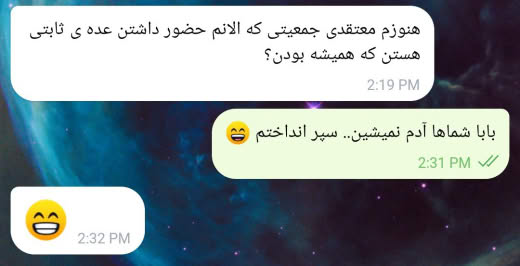 هنوزم معتقدی جمعیتی که الانم حضور داشتن عده ی ثابتی
هستن که همیشه بودن؟
2:19 PM
بابا شماها آدم نمیشین.. سپر انداختم 😄
2:31 PM
😁
2:32 PM